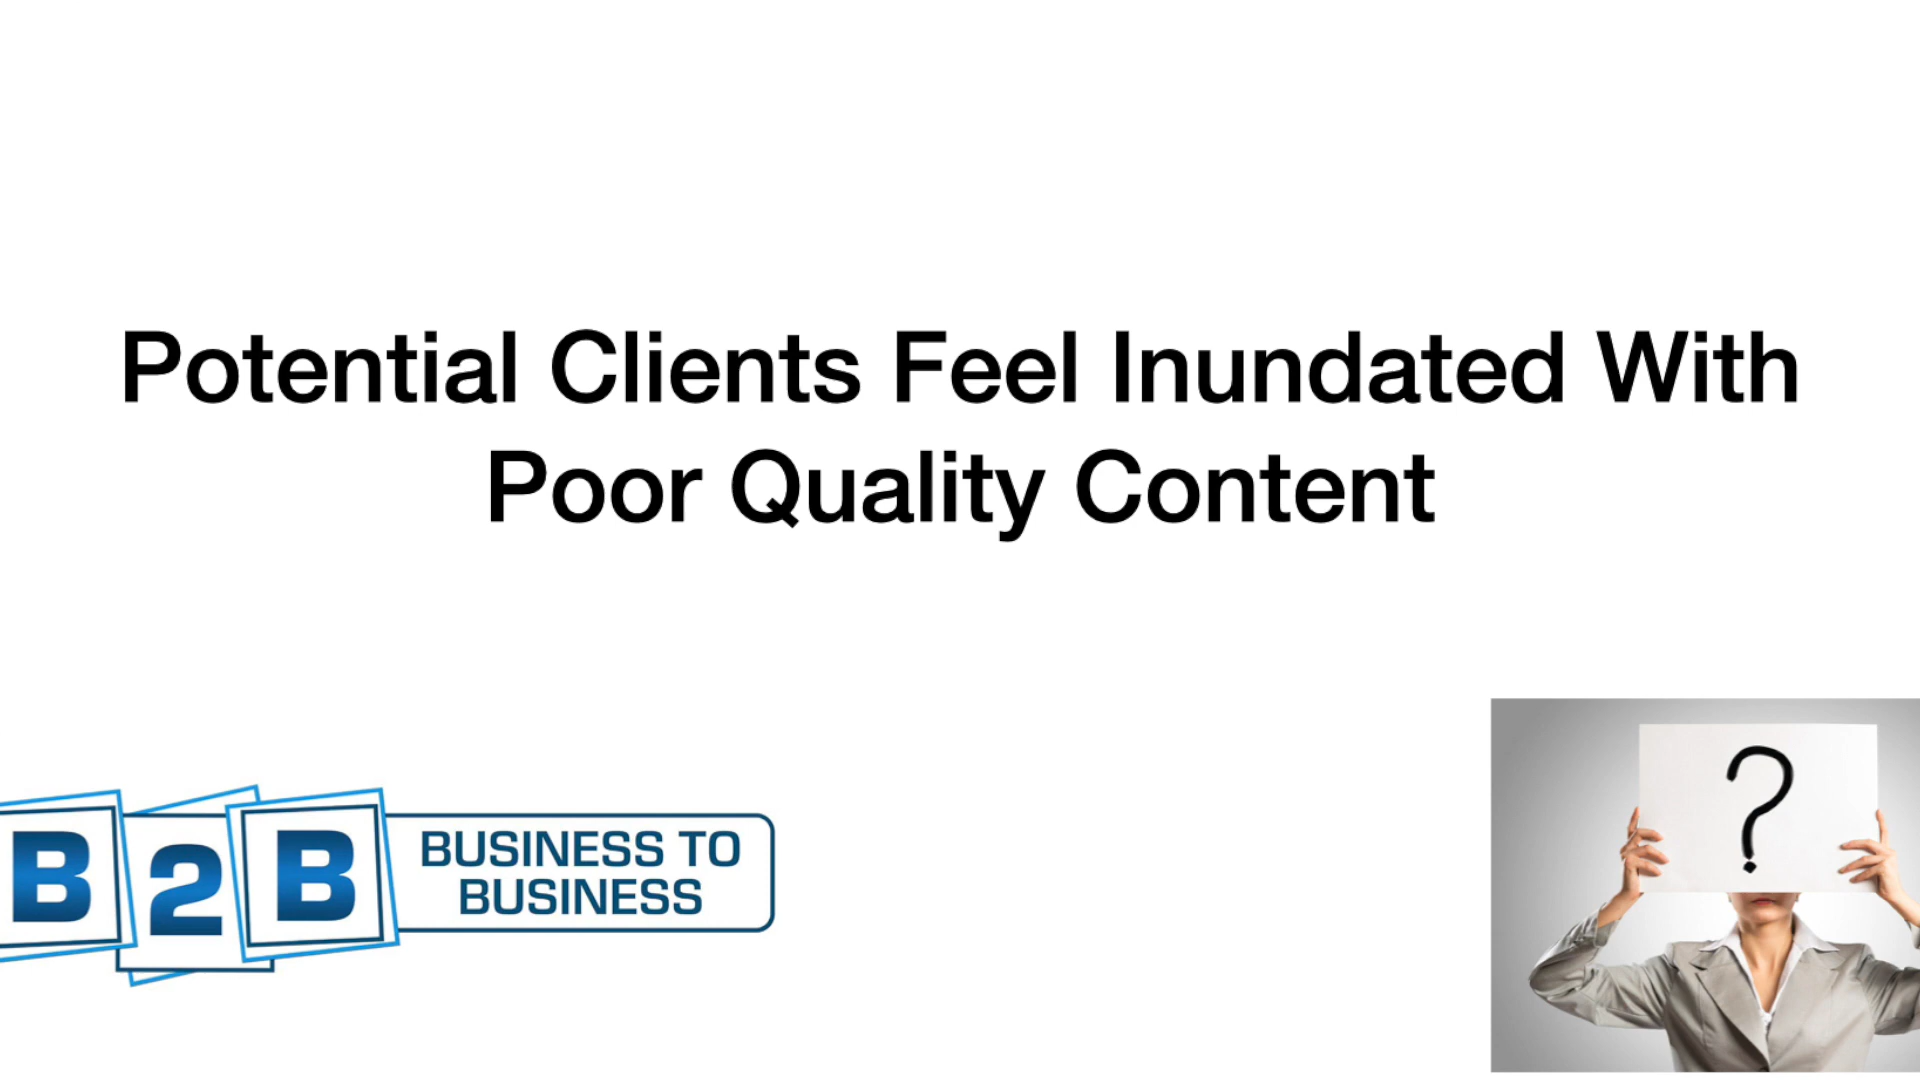 Potential Clients Feel Inundated With
Poor Quality Content
B2B
BUSINESS TO
BUSINESS
?